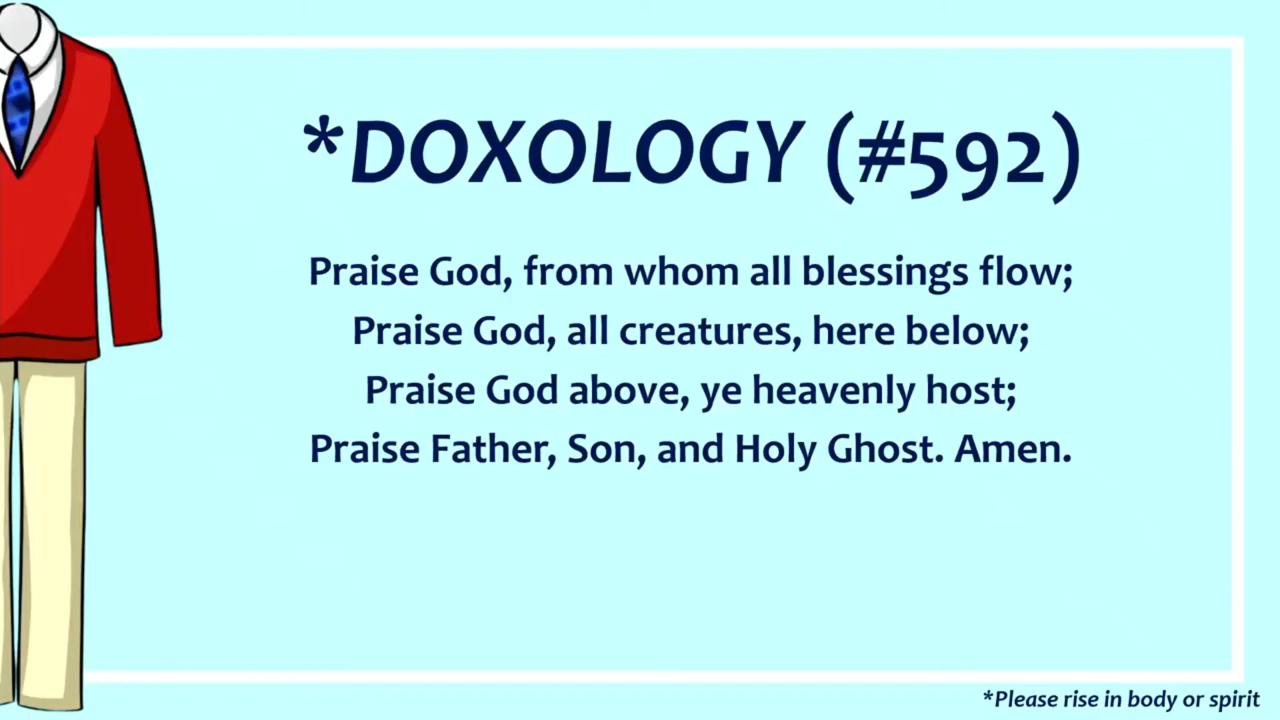 *DOXOLOGY (#592)
Praise God, from whom all blessings flow;
Praise God, all creatures, here below;
Praise God above, ye heavenly host;
Praise Father, Son, and Holy Ghost. Amen.
*Please rise in body or spirit